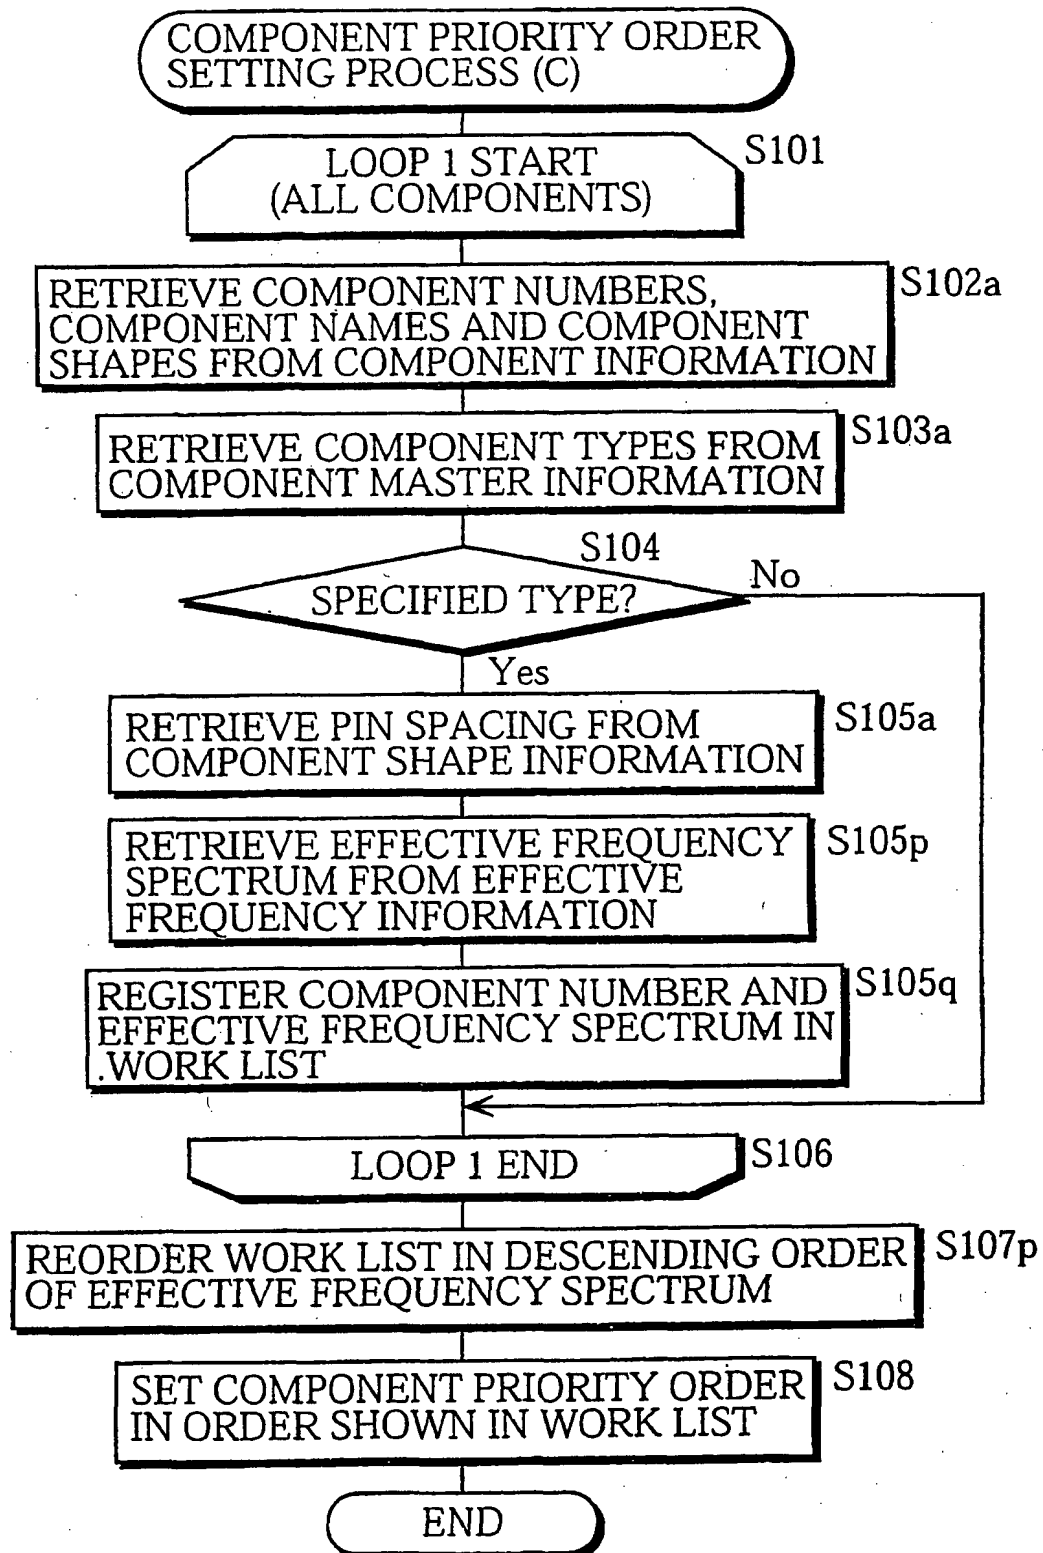 COMPONENT PRIORITY ORDER
SETTING PROCESS (C)
LOOP 1 START
(ALL COMPONENTS)
S101
RETRIEVE COMPONENT NUMBERS,
COMPONENT NAMES AND COMPONENT
SHAPES FROM COMPONENT INFORMATION
S102a
RETRIEVE COMPONENT TYPES FROM
COMPONENT MASTER INFORMATION
S103a
S104
SPECIFIED TYPE?
No
Yes
RETRIEVE PIN SPACING FROM
COMPONENT SHAPE INFORMATION
S105a
RETRIEVE EFFECTIVE FREQUENCY
SPECTRUM FROM EFFECTIVE
FREQUENCY INFORMATION
S105p
REGISTER COMPONENT NUMBER AND
EFFECTIVE FREQUENCY SPECTRUM IN
WORK LIST
S105q
LOOP 1 END
S106
REORDER WORK LIST IN DESCENDING ORDER
OF EFFECTIVE FREQUENCY SPECTRUM
S107p
SET COMPONENT PRIORITY ORDER
IN ORDER SHOWN IN WORK LIST
S108
END